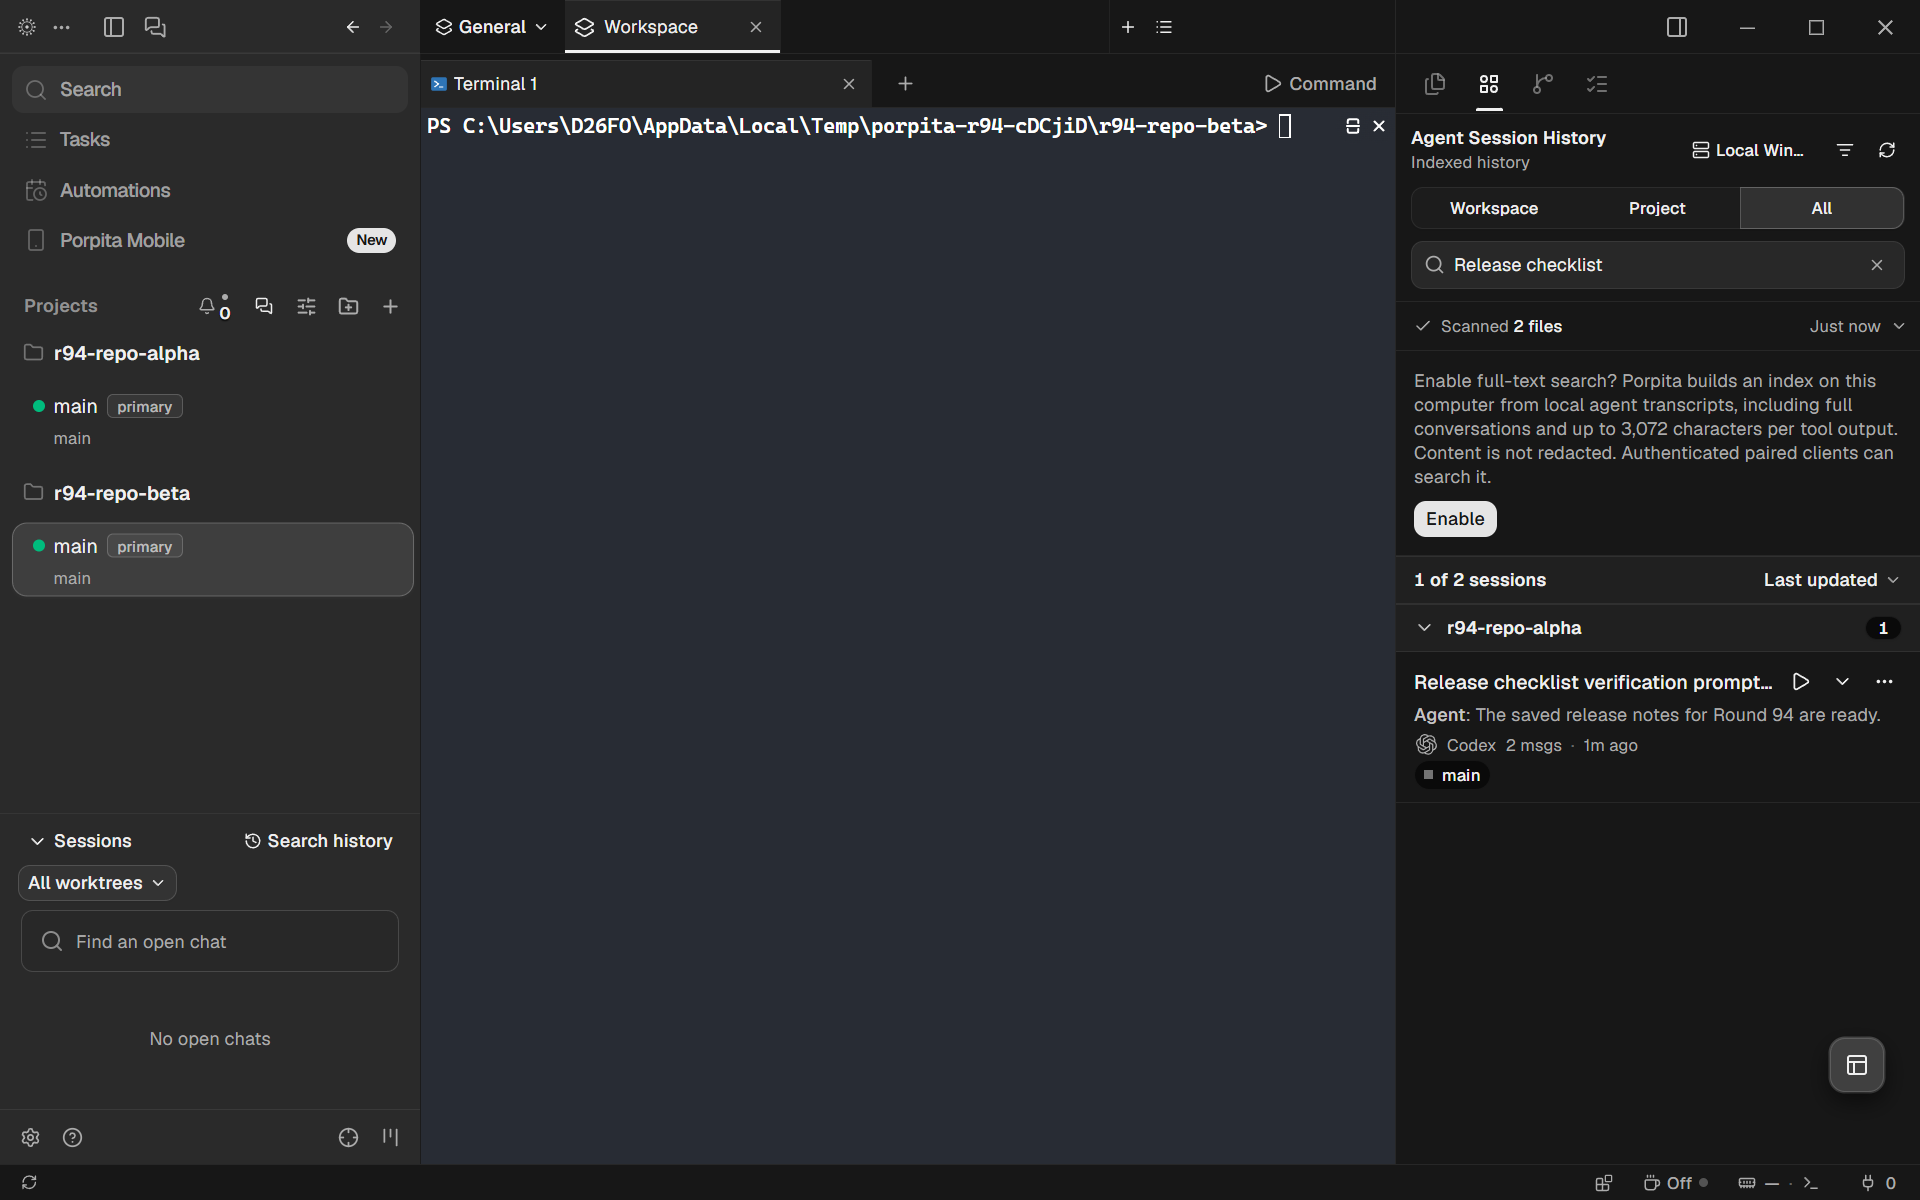 General
Workspace
Search
Tasks
Automations
Porpita Mobile
New
Projects
0
r94-repo-alpha
main
primary
main
r94-repo-beta
main
primary
main
Sessions
Search history
All worktrees
Find an open chat
No open chats
Terminal 1
Command
PS C:\Users\D26FO\AppData\Local\Temp\porpita-r94-cDCjiD\r94-repo-beta>
Agent Session History
Indexed history
Local Win...
Workspace
Project
All
Release checklist
Scanned 2 files
Just now
Enable full-text search? Porpita builds an index on this
computer from local agent transcripts, including full
conversations and up to 3,072 characters per tool output.
Content is not redacted. Authenticated paired clients can
search it.
Enable
1 of 2 sessions
Last updated
r94-repo-alpha
1
Release checklist verification prompt...
Agent: The saved release notes for Round 94 are ready.
Codex 2 msgs · 1m ago
main
Off
0